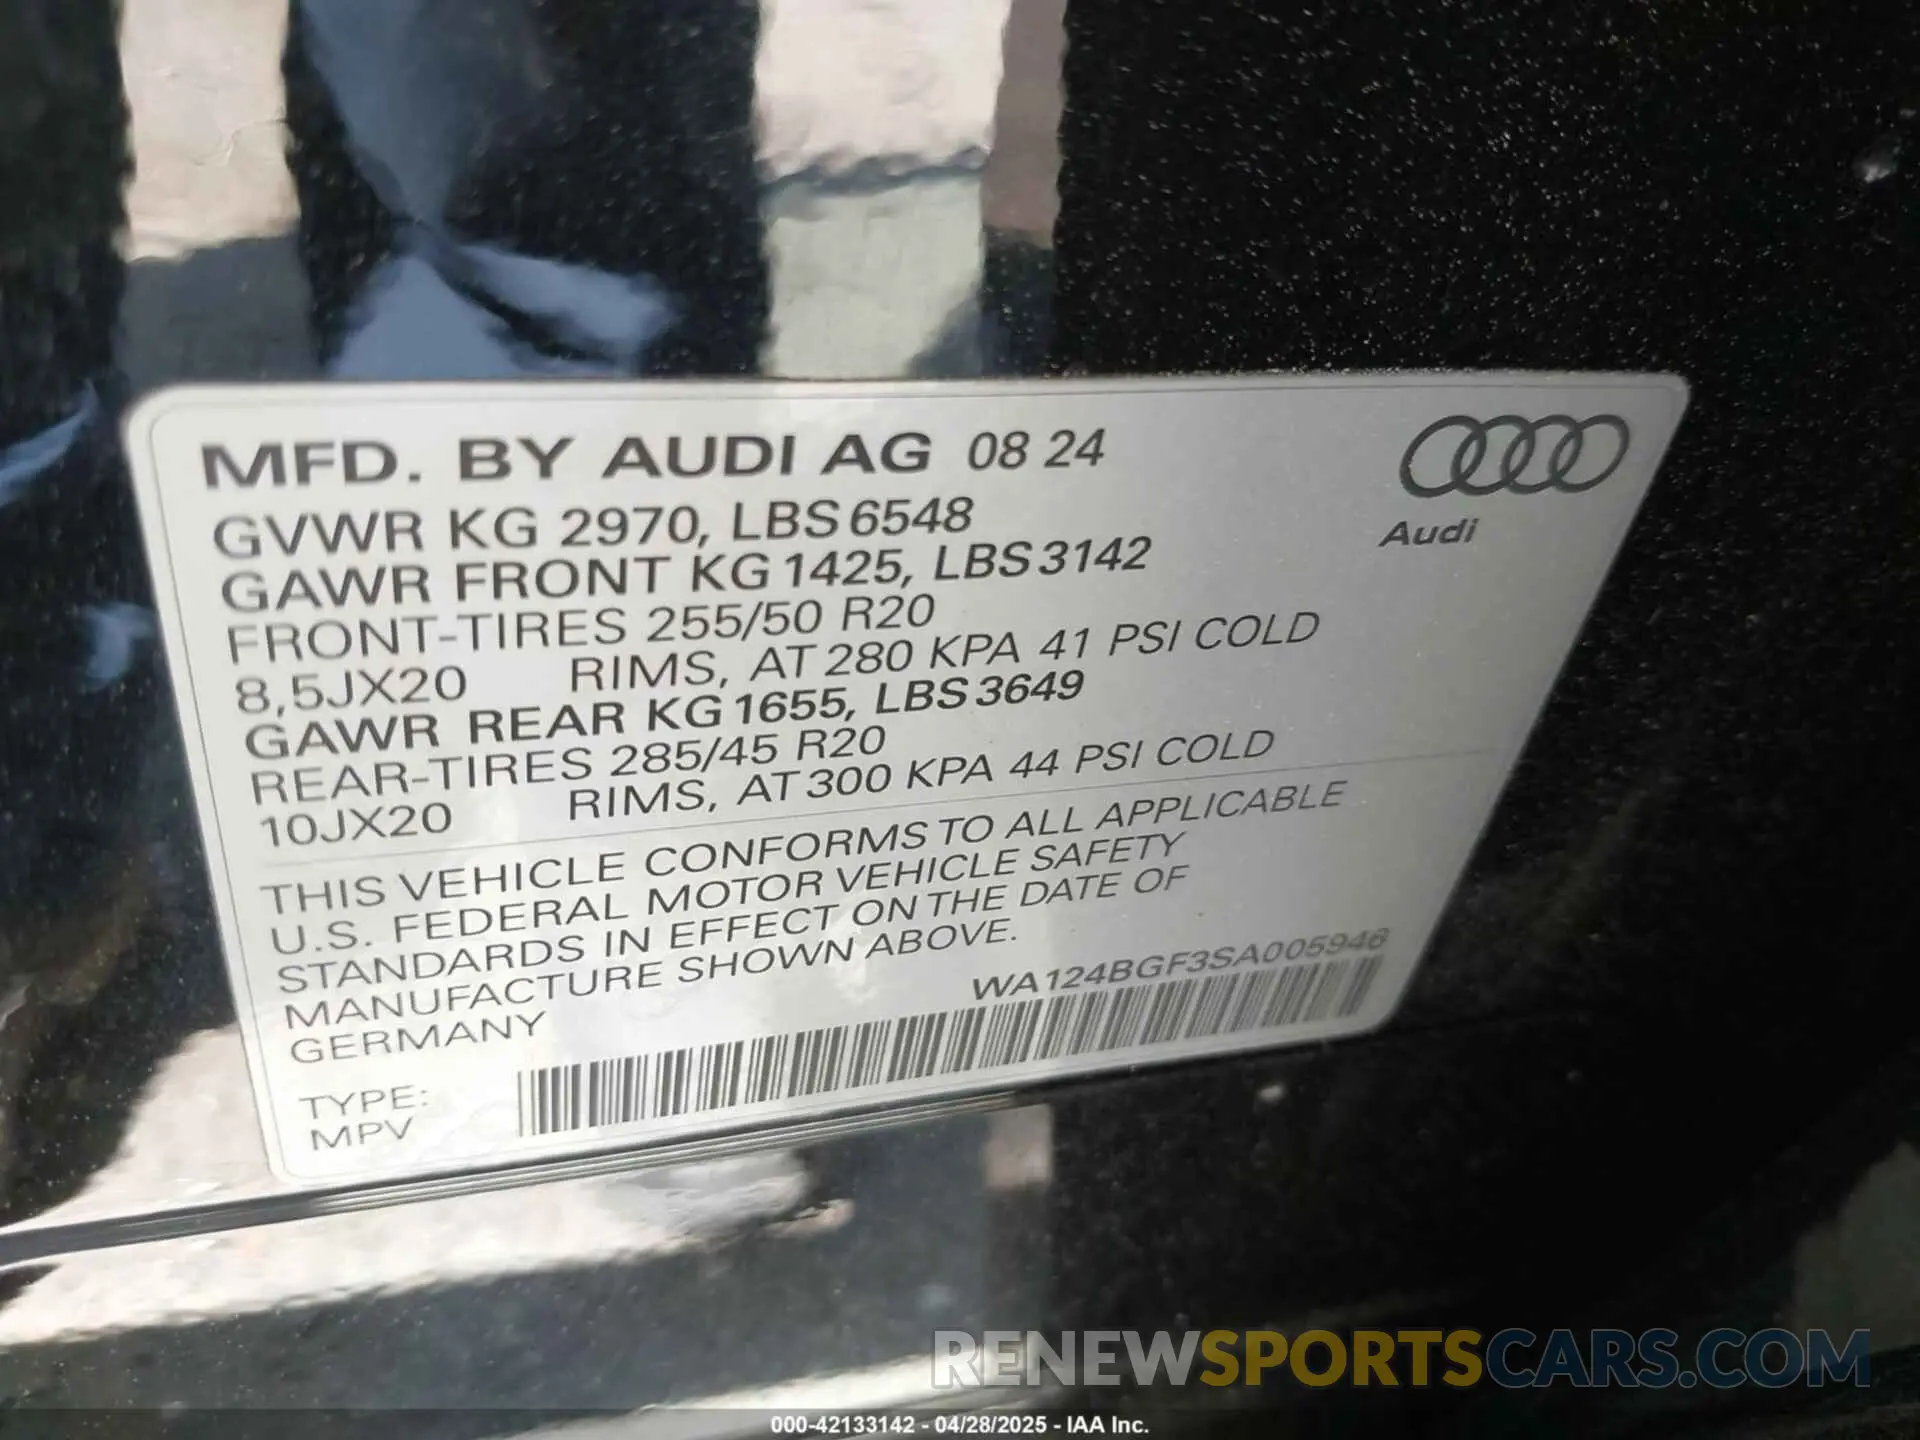 MFD. BY AUDI AG 08 24
GVWR KG 2970, LBS 6548
GAWR FRONT KG 1425, LBS 3142
FRONT-TIRES 255/50 R20
8,5JX20 RIMS, AT 280 KPA 41 PSI COLD
GAWR REAR KG 1655, LBS 3649
REAR-TIRES 285/45 R20
10JX20 RIMS, AT 300 KPA 44 PSI COLD
THIS VEHICLE CONFORMS TO ALL APPLICABLE
U.S. FEDERAL MOTOR VEHICLE SAFETY
STANDARDS IN EFFECT ON THE DATE OF
MANUFACTURE SHOWN ABOVE.
GERMANY
WA124BGF3SA005946
TYPE:
MPV
Audi
RENEWSPORTSCARS.COM
000-42133142 - 04/28/2025 - IAA Inc.